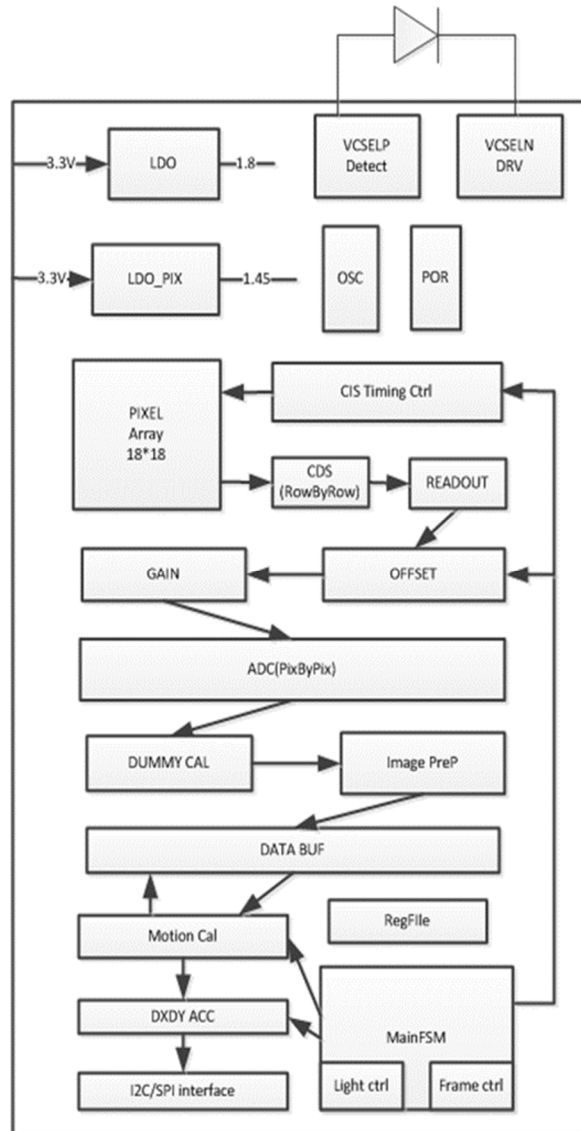 VCSELP
Detect
VCSELN
DRV
3.3V
LDO
1.8
3.3V
LDO_PIX
1.45
OSC
POR
PIXEL
Array
18*18
CIS Timing Ctrl
CDS
(RowByRow)
READOUT
GAIN
OFFSET
ADC(PixByPix)
DUMMY CAL
Image PreP
DATA BUF
RegFIle
Motion Cal
DXDY ACC
MainFSM
I2C/SPI interface
Light ctrl
Frame ctrl